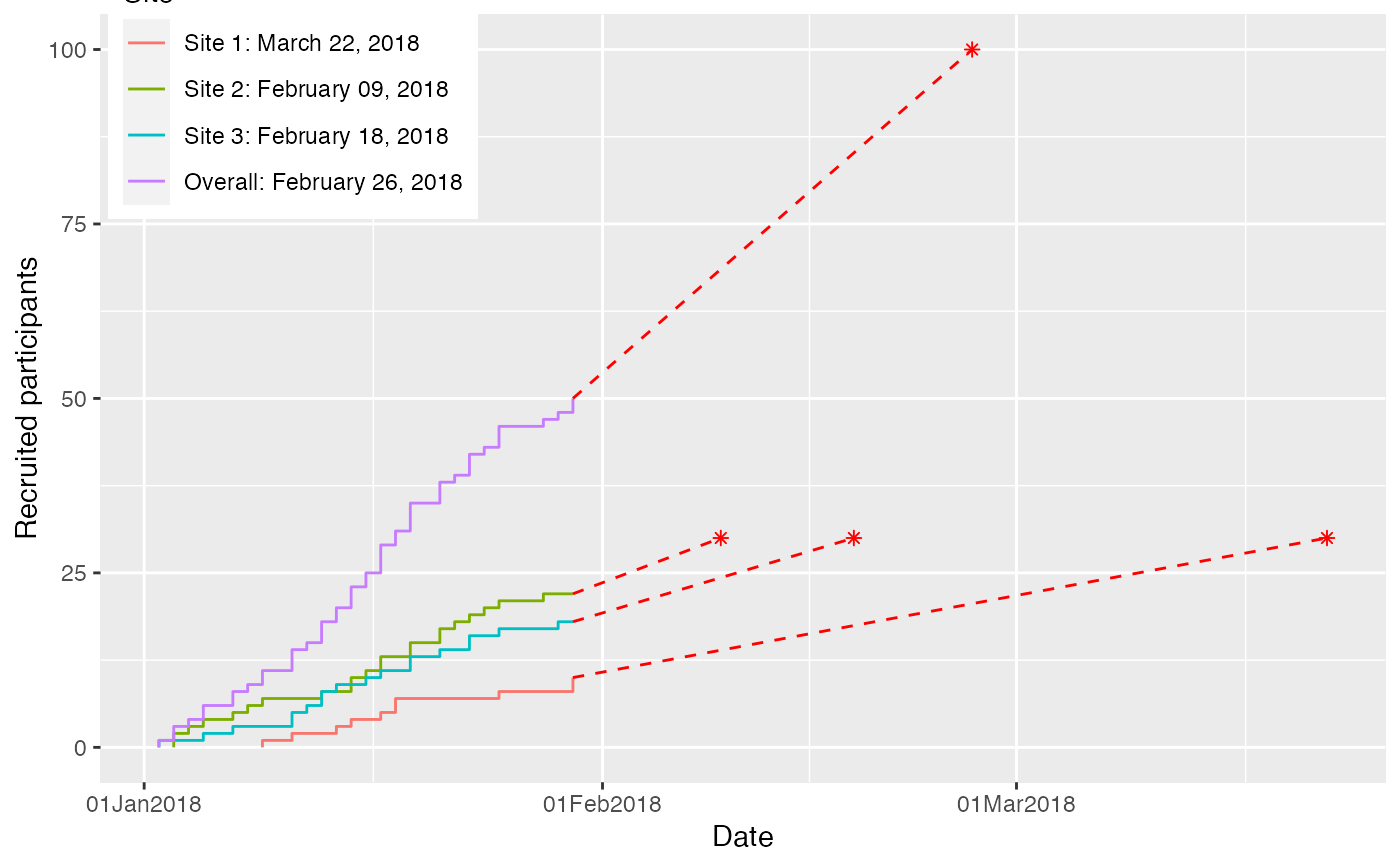 Site
Site 1: March 22, 2018
Site 2: February 09, 2018
Site 3: February 18, 2018
Overall: February 26, 2018
100
75
50
25
0
Recruited participants
01Jan2018
01Feb2018
01Mar2018
Date